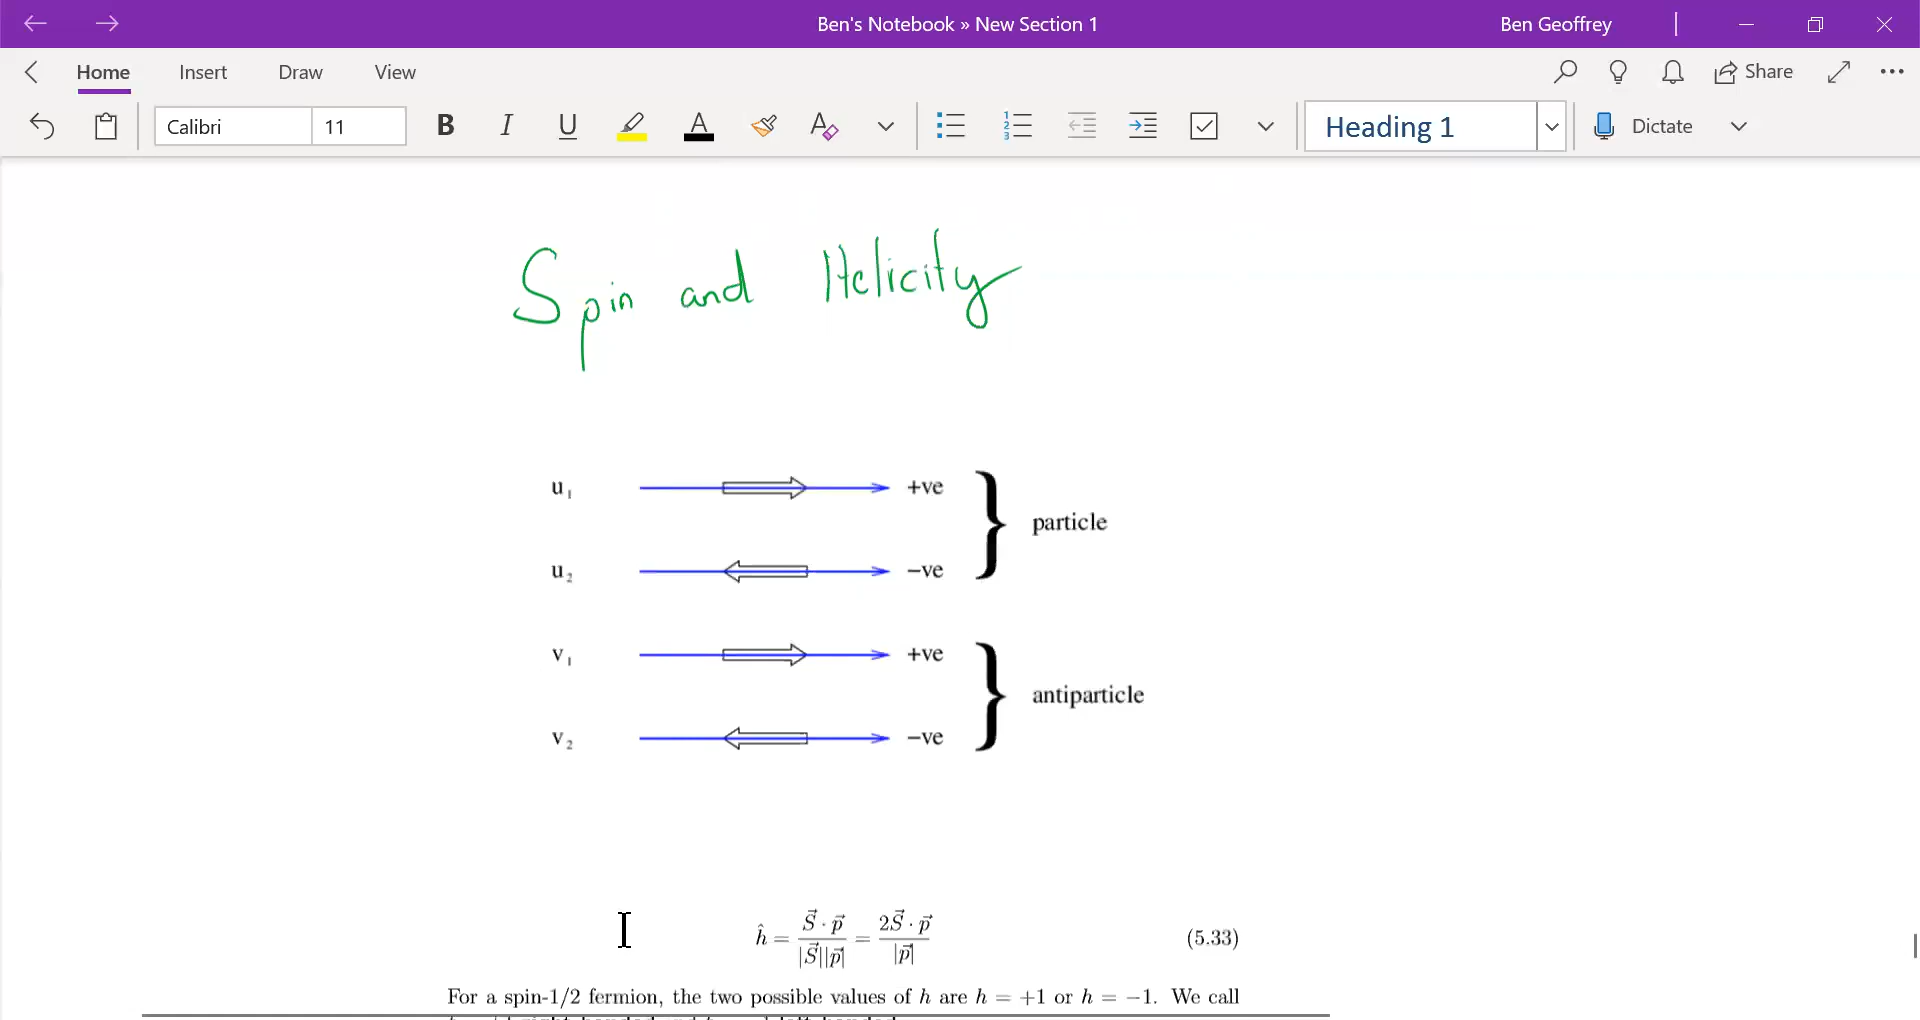 Ben's Notebook » New Section 1
Ben Geoffrey
Home Insert Draw View
Share
Calibri 11 B I U A A
Heading 1
Dictate
Spin and Helicity
u₁ +ve
particle
u₂ −ve
v₁ +ve
antiparticle
v₂ −ve
ĥ = S⃗ · p⃗ / |S⃗||p⃗| = 2S⃗ · p⃗ / |p⃗| (5.33)
For a spin-1/2 fermion, the two possible values of h are h = +1 or h = −1. We call